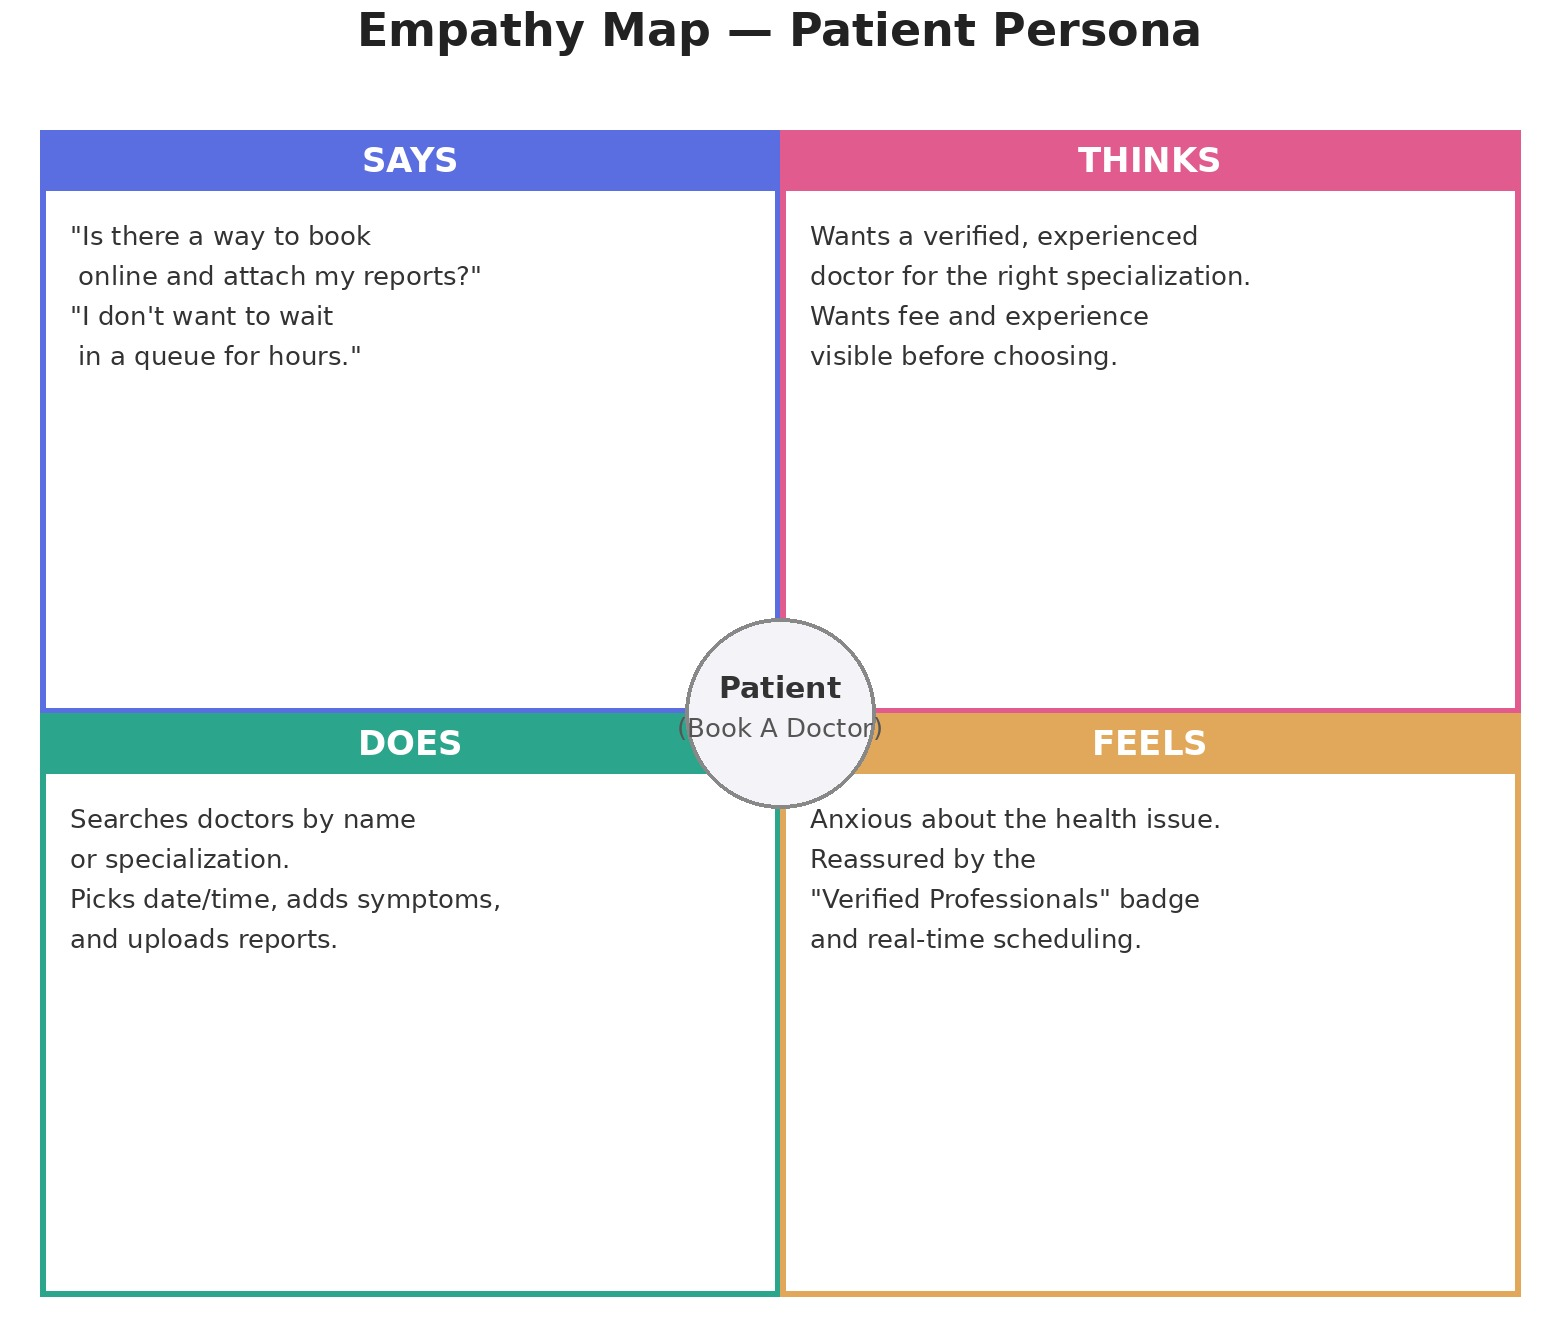 Empathy Map — Patient Persona
SAYS
"Is there a way to book
online and attach my reports?"
"I don't want to wait
in a queue for hours."
THINKS
Wants a verified, experienced
doctor for the right specialization.
Wants fee and experience
visible before choosing.
Patient
(Book A Doctor)
DOES
Searches doctors by name
or specialization.
Picks date/time, adds symptoms,
and uploads reports.
FEELS
Anxious about the health issue.
Reassured by the
"Verified Professionals" badge
and real-time scheduling.